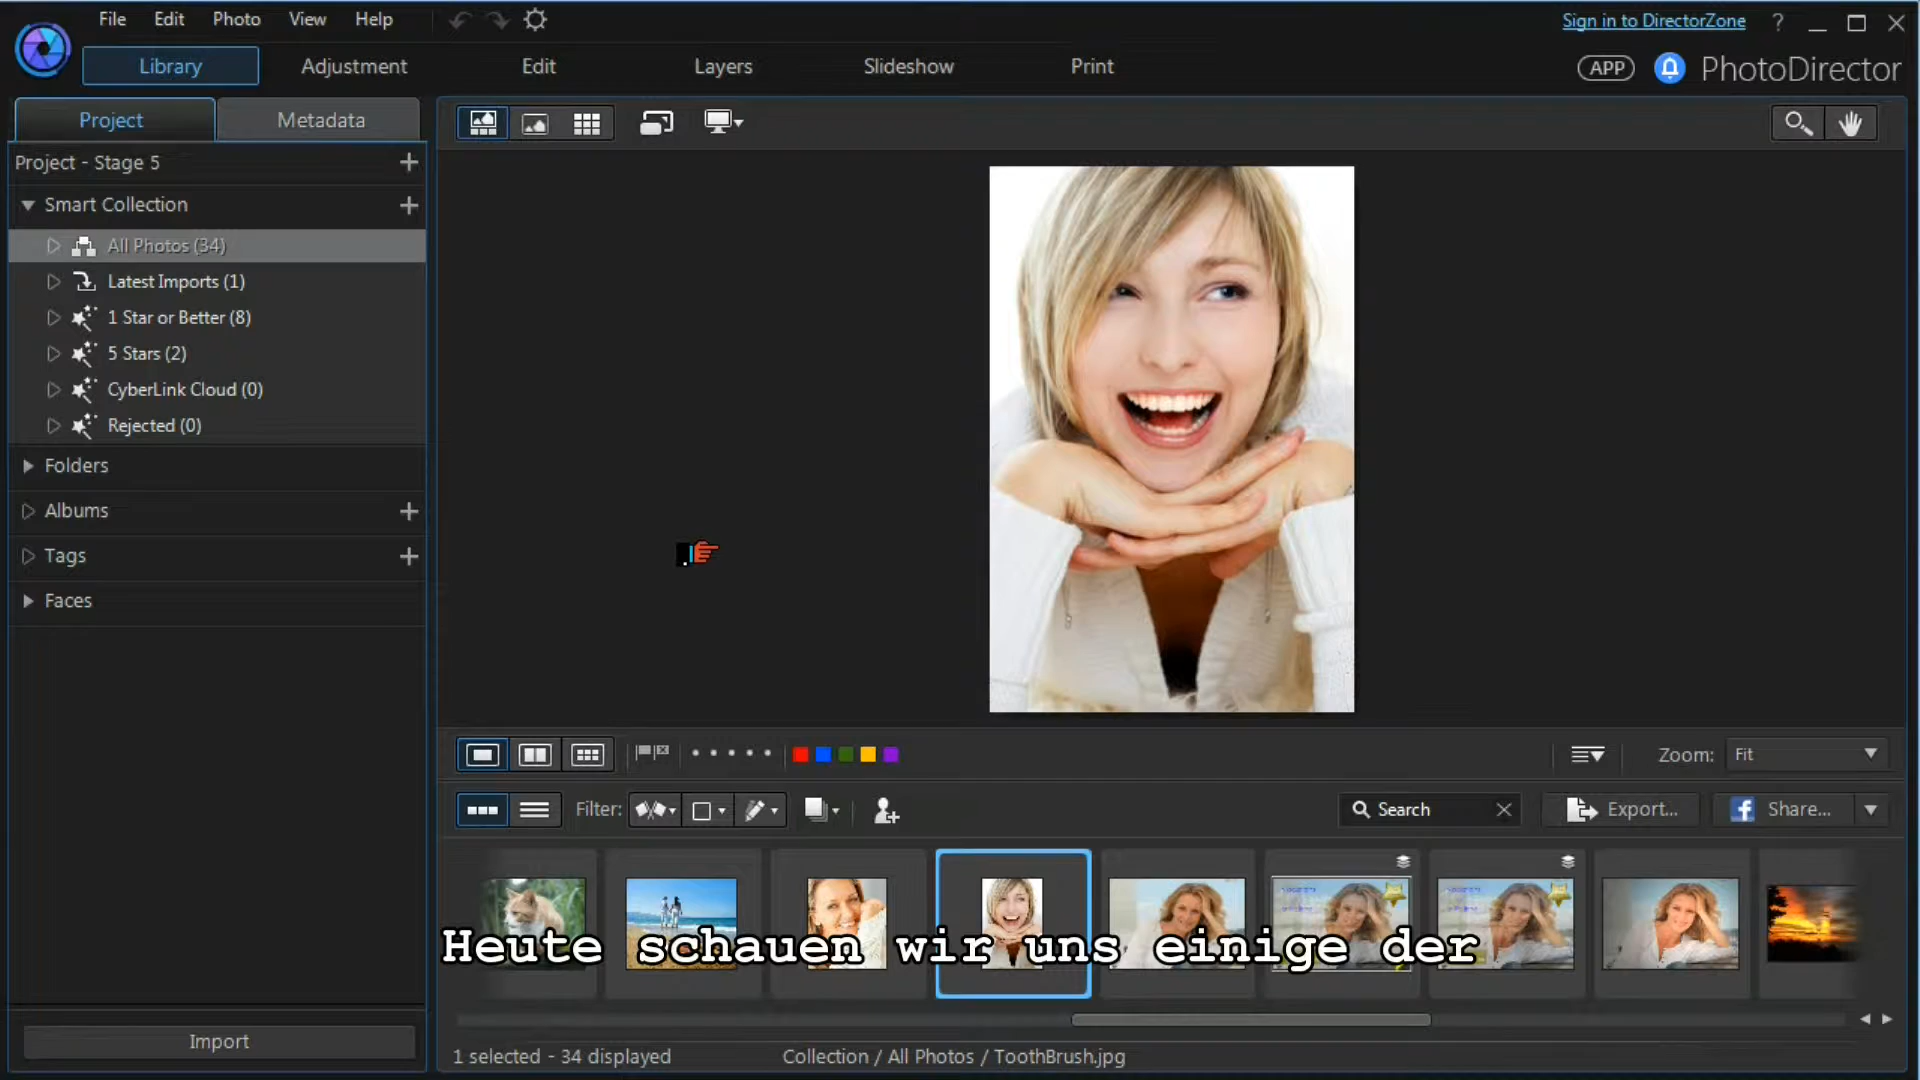 File Edit Photo View Help
Sign in to DirectorZone ?
Library Adjustment Edit Layers Slideshow Print
APP PhotoDirector
Project Metadata
Project - Stage 5
Smart Collection
All Photos (34)
Latest Imports (1)
1 Star or Better (8)
5 Stars (2)
CyberLink Cloud (0)
Rejected (0)
Folders
Albums
Tags
Faces
Import
Zoom: Fit
Filter: Search Export... Share...
Heute schauen wir uns einige der
1 selected - 34 displayed Collection / All Photos / ToothBrush.jpg